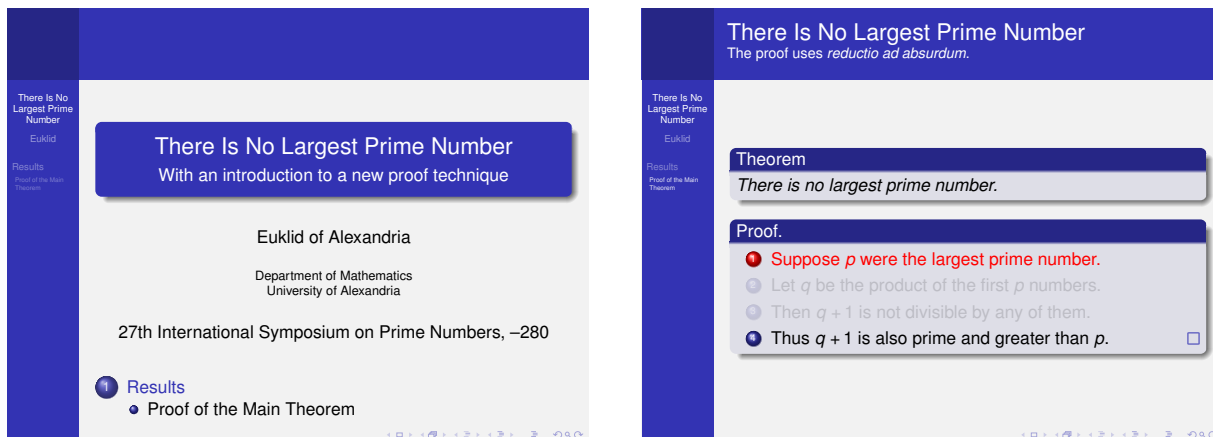 There Is No
Largest Prime
Number
Euklid
Results
Proof of the Main
Theorem
There Is No Largest Prime Number
With an introduction to a new proof technique
Euklid of Alexandria
Department of Mathematics
University of Alexandria
27th International Symposium on Prime Numbers, –280
1 Results
Proof of the Main Theorem
There Is No Largest Prime Number
The proof uses reductio ad absurdum.
There Is No
Largest Prime
Number
Euklid
Results
Proof of the Main
Theorem
Theorem
There is no largest prime number.
Proof.
1 Suppose p were the largest prime number.
2 Let q be the product of the first p numbers.
3 Then q + 1 is not divisible by any of them.
4 Thus q + 1 is also prime and greater than p.